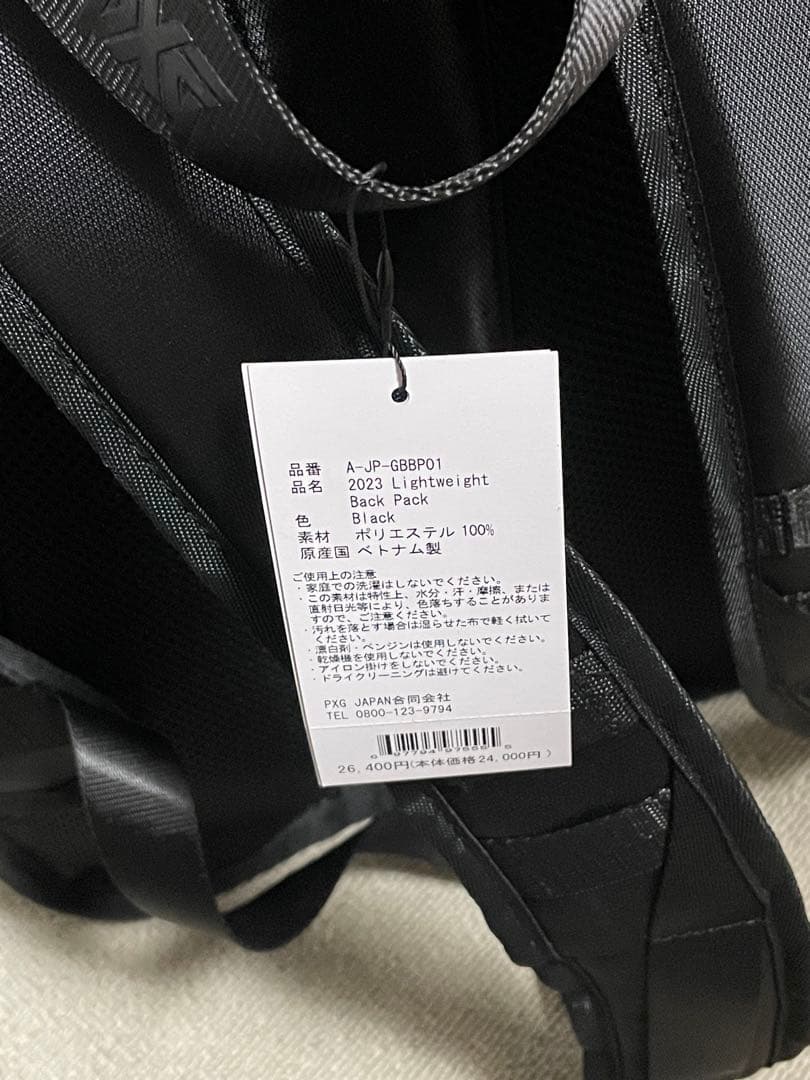 PXG
品番 A-JP-GBBP01
品名 2023 Lightweight
Back Pack
色 Black
素材 ポリエステル 100%
原産国 ベトナム製
ご使用上の注意
・家庭での洗濯はしないでください。
・この素材は特性上、水分・汗・摩擦、または
直射日光等により、色落ちすることがありま
すので、ご注意ください。
・汚れを落とす場合は湿らせた布で軽く拭いて
ください。
・漂白剤・ベンジンは使用しないでください。
・乾燥機を使用しないでください。
・アイロン掛けをしないでください。
・ドライクリーニングは避けてください。
PXG JAPAN合同会社
TEL 0800-123-9794
26,400円(本体価格24,000円)